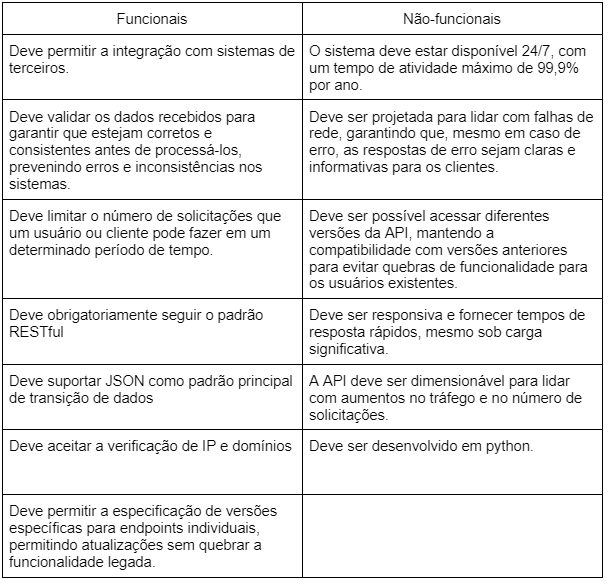 Funcionais
Não-funcionais
Deve permitir a integração com sistemas de
terceiros.
O sistema deve estar disponível 24/7, com
um tempo de atividade máximo de 99,9%
por ano.
Deve validar os dados recebidos para
garantir que estejam corretos e
consistentes antes de processá-los,
prevenindo erros e inconsistências nos
sistemas.
Deve ser projetada para lidar com falhas de
rede, garantindo que, mesmo em caso de
erro, as respostas de erro sejam claras e
informativas para os clientes.
Deve limitar o número de solicitações que
um usuário ou cliente pode fazer em um
determinado período de tempo.
Deve ser possível acessar diferentes
versões da API, mantendo a
compatibilidade com versões anteriores
para evitar quebras de funcionalidade para
os usuários existentes.
Deve obrigatoriamente seguir o padrão
RESTful
Deve ser responsiva e fornecer tempos de
resposta rápidos, mesmo sob carga
significativa.
Deve suportar JSON como padrão principal
de transição de dados
A API deve ser dimensionável para lidar
com aumentos no tráfego e no número de
solicitações.
Deve aceitar a verificação de IP e domínios
Deve ser desenvolvido em python.
Deve permitir a especificação de versões
específicas para endpoints individuais,
permitindo atualizações sem quebrar a
funcionalidade legada.